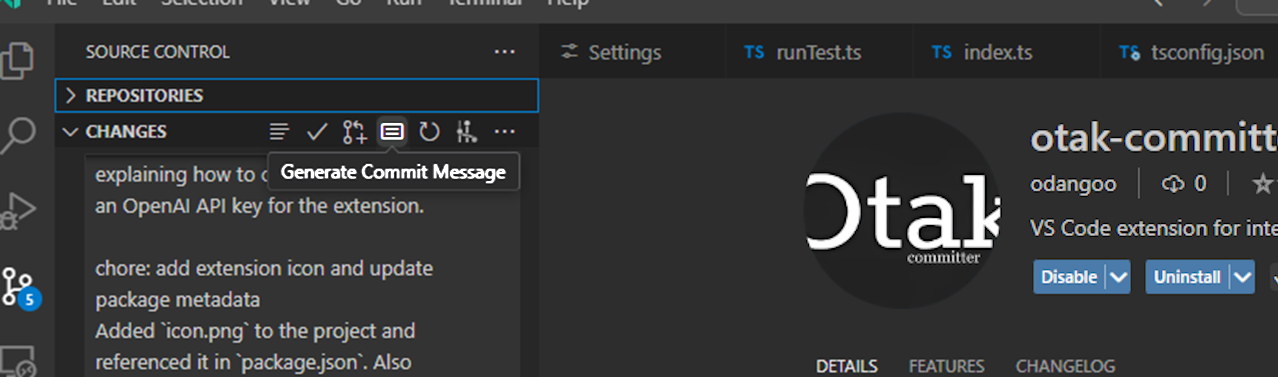 File Edit Selection View Go Run Terminal Help
SOURCE CONTROL
Settings
TS runTest.ts
TS index.ts
TS tsconfig.json
REPOSITORIES
CHANGES
Generate Commit Message
explaining how to
an OpenAI API key for the extension.
chore: add extension icon and update
package metadata
Added `icon.png` to the project and
referenced it in `package.json`. Also
5
Otak
committer
otak-committe
odangoo
0
VS Code extension for inte
Disable
Uninstall
DETAILS
FEATURES
CHANGELOG